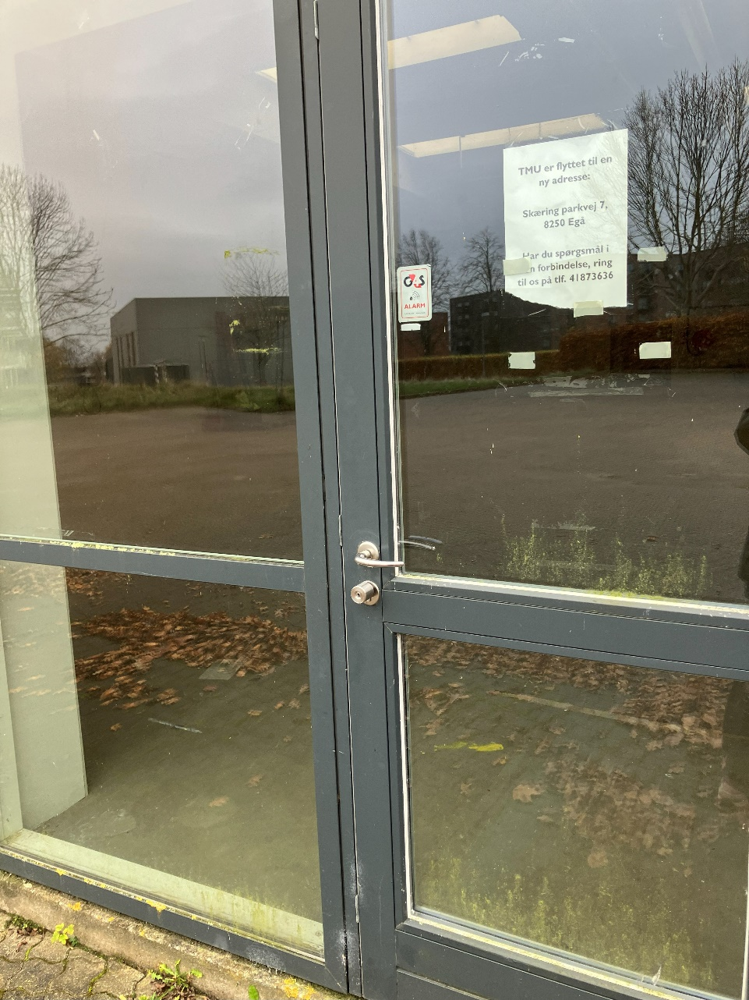 TMU er flyttet til en
ny adresse:
Skæring parkvej 7,
8250 Egå
Har du spørgsmål i
n forbindelse, ring
til os på tlf. 41873636
G4S
ALARM